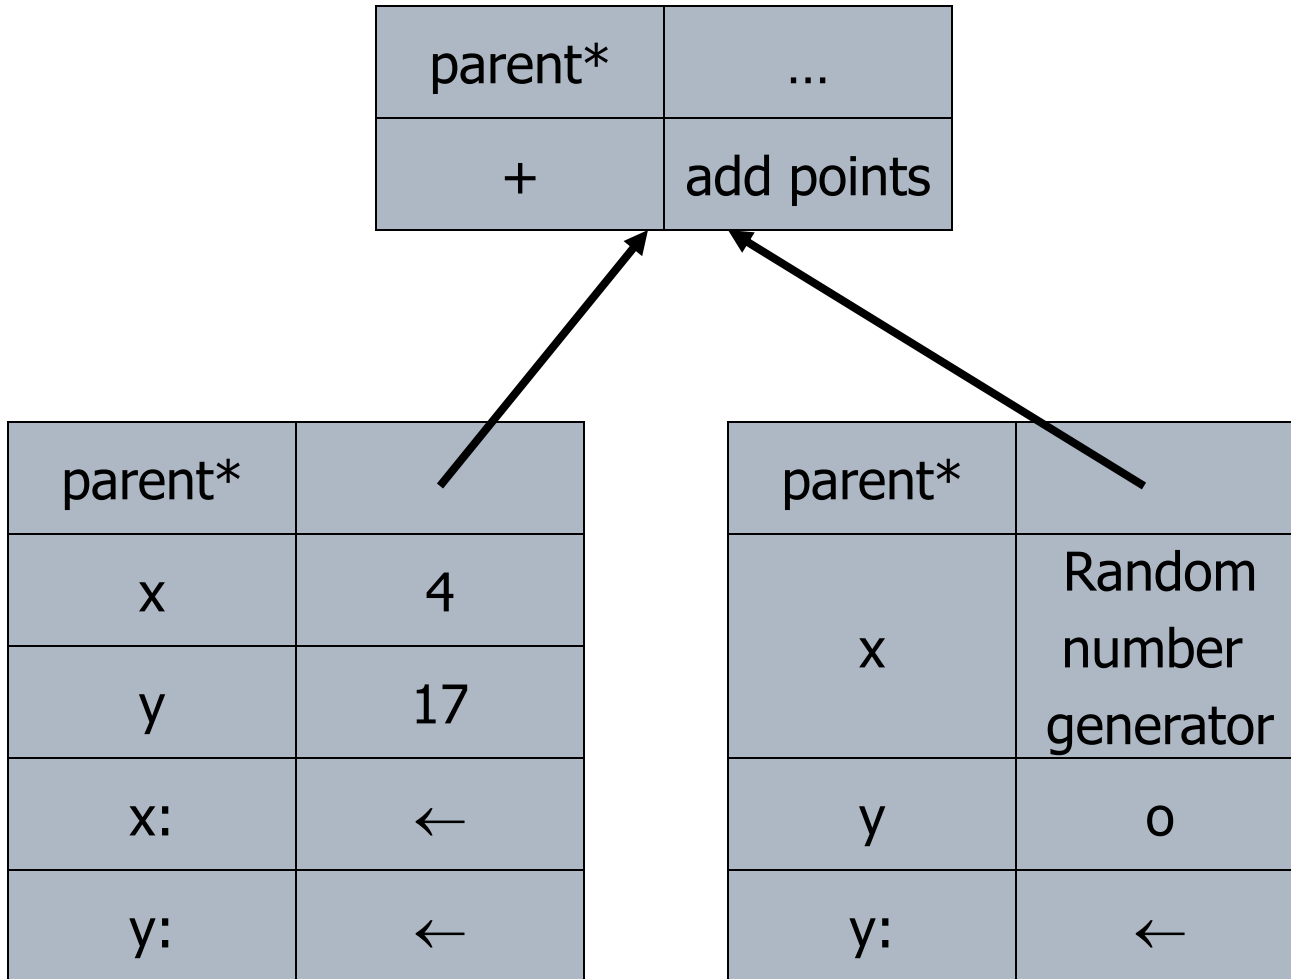 parent* …
+ add points
parent*
x 4
y 17
x: ←
y: ←
parent*
x Random
number
generator
y o
y: ←